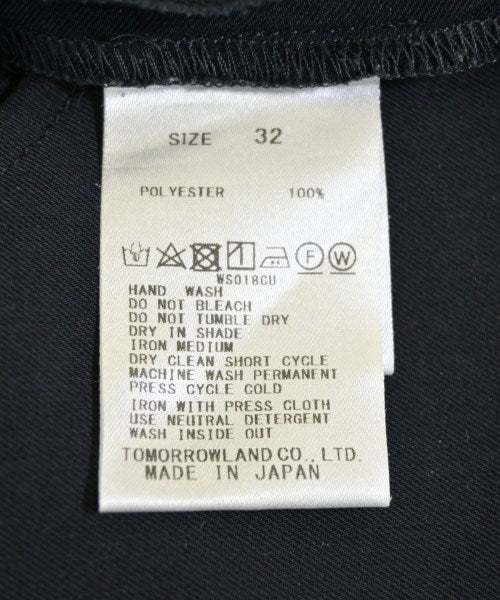 SIZE 32
POLYESTER 100%
F W
WS018CU
HAND WASH
DO NOT BLEACH
DO NOT TUMBLE DRY
DRY IN SHADE
IRON MEDIUM
DRY CLEAN SHORT CYCLE
MACHINE WASH PERMANENT
PRESS CYCLE COLD
IRON WITH PRESS CLOTH
USE NEUTRAL DETERGENT
WASH INSIDE OUT
TOMORROWLAND CO., LTD.
MADE IN JAPAN